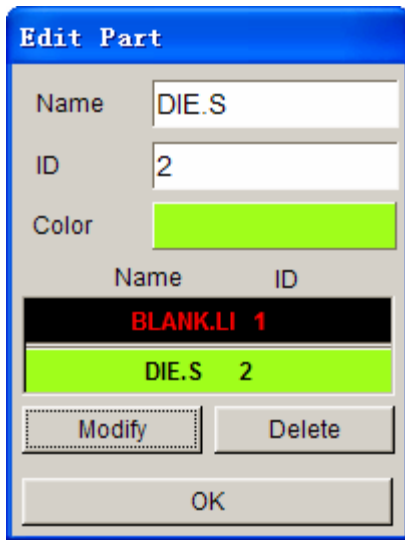 Edit Part
Name DIE.S
ID 2
Color
Name ID
BLANK.LI 1
DIE.S 2
Modify Delete
OK